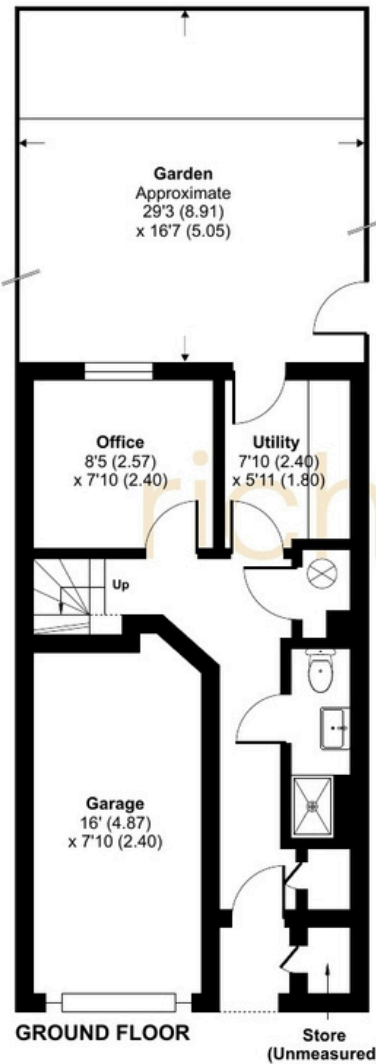 Garden
Approximate
29'3 (8.91)
x 16'7 (5.05)
Office
8'5 (2.57)
x 7'10 (2.40)
Utility
7'10 (2.40)
x 5'11 (1.80)
rich
Up
Garage
16' (4.87)
x 7'10 (2.40)
GROUND FLOOR
Store
(Unmeasured